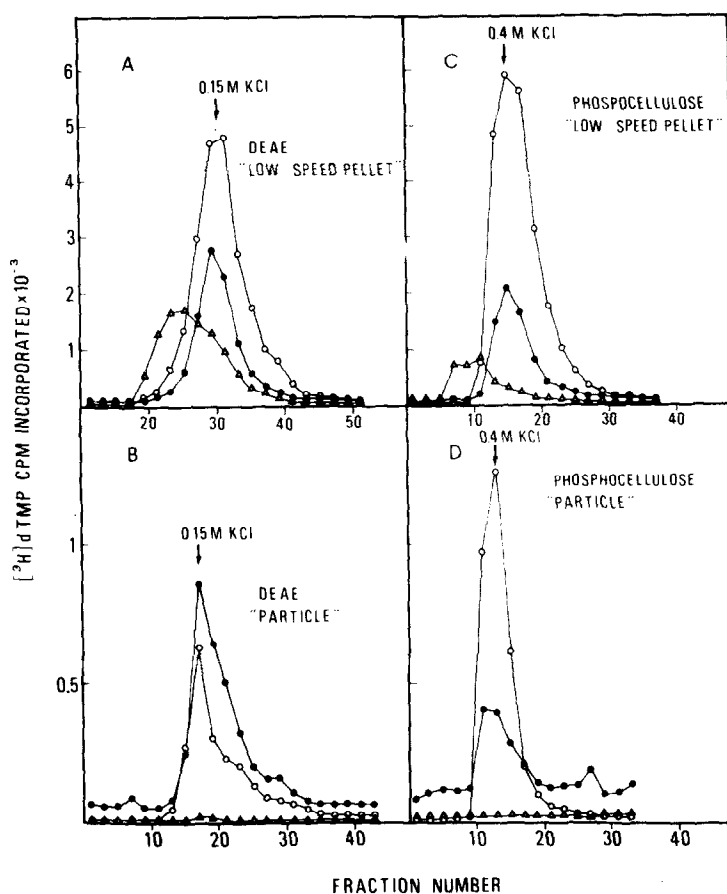 A
0.15 M KCl
DEAE
"LOW SPEED PELLET"
6
5
4
3
2
1
20
30
40
50
C
0.4 M KCl
PHOSPOCELLULOSE
"LOW SPEED PELLET"
10
20
30
40
B
0.15 M KCl
DEAE
"PARTICLE"
1
0.5
10
20
30
40
D
0.4 M KCl
PHOSPHOCELLULOSE
"PARTICLE"
10
20
30
40
[³H]dTMP CPM INCORPORATED×10⁻³
FRACTION NUMBER